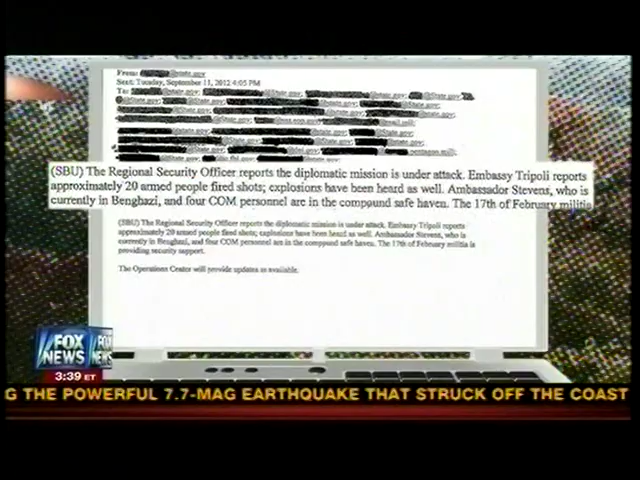 From: @state.gov
Sent: Tuesday, September 11, 2012 4:05 PM
To: @State.gov;
(SBU) The Regional Security Officer reports the diplomatic mission is under attack. Embassy Tripoli reports
approximately 20 armed people fired shots; explosions have been heard as well. Ambassador Stevens, who is
currently in Benghazi, and four COM personnel are in the compound safe haven. The 17th of February militia
(SBU) The Regional Security Officer reports the diplomatic mission is under attack. Embassy Tripoli reports
approximately 20 armed people fired shots; explosions have been heard as well. Ambassador Stevens, who is
currently in Benghazi, and four COM personnel are in the compound safe haven. The 17th of February militia is
providing security support.
The Operations Center will provide updates as available.
FOX
NEWS
3:39 ET
G THE POWERFUL 7.7-MAG EARTHQUAKE THAT STRUCK OFF THE COAST